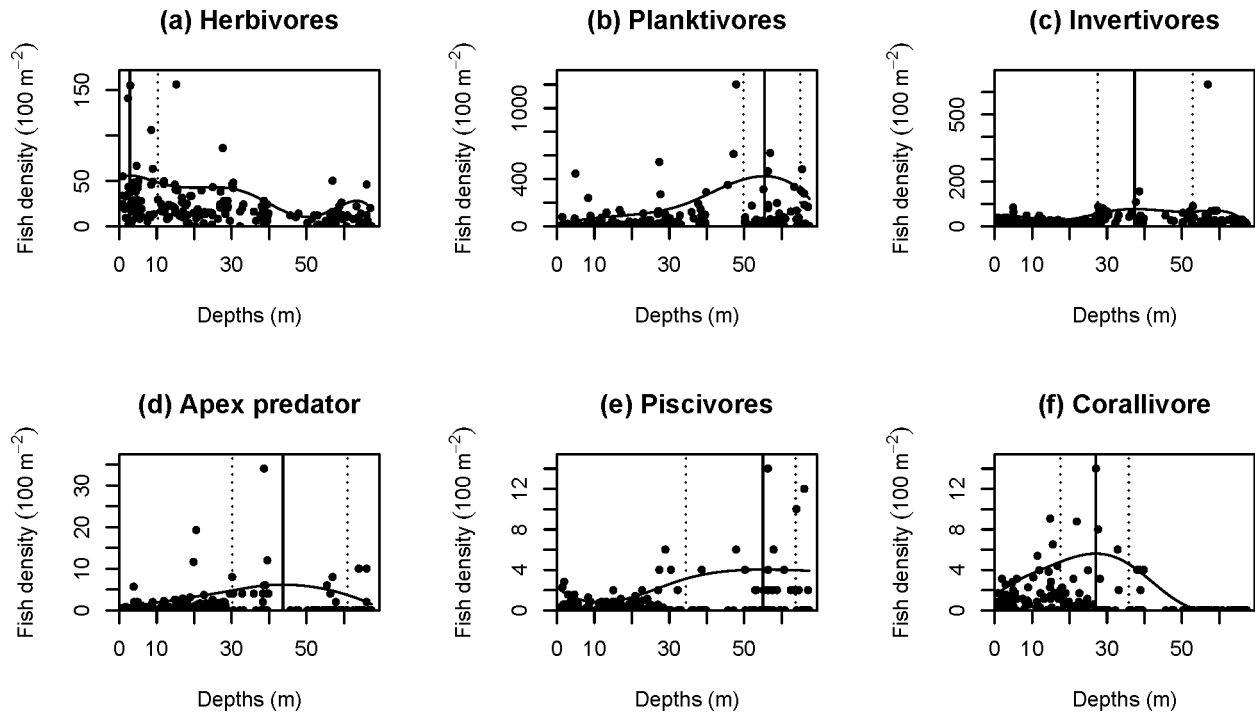 (a) Herbivores
(b) Planktivores
(c) Invertivores
Fish density (100 m⁻²)
150
50
0
0 10 30 50
Depths (m)
Fish density (100 m⁻²)
1000
400
0
0 10 30 50
Depths (m)
Fish density (100 m⁻²)
500
200
0
0 10 30 50
Depths (m)
(d) Apex predator
(e) Piscivores
(f) Corallivore
Fish density (100 m⁻²)
30
20
10
0
0 10 30 50
Depths (m)
Fish density (100 m⁻²)
12
8
4
0
0 10 30 50
Depths (m)
Fish density (100 m⁻²)
12
8
4
0
0 10 30 50
Depths (m)